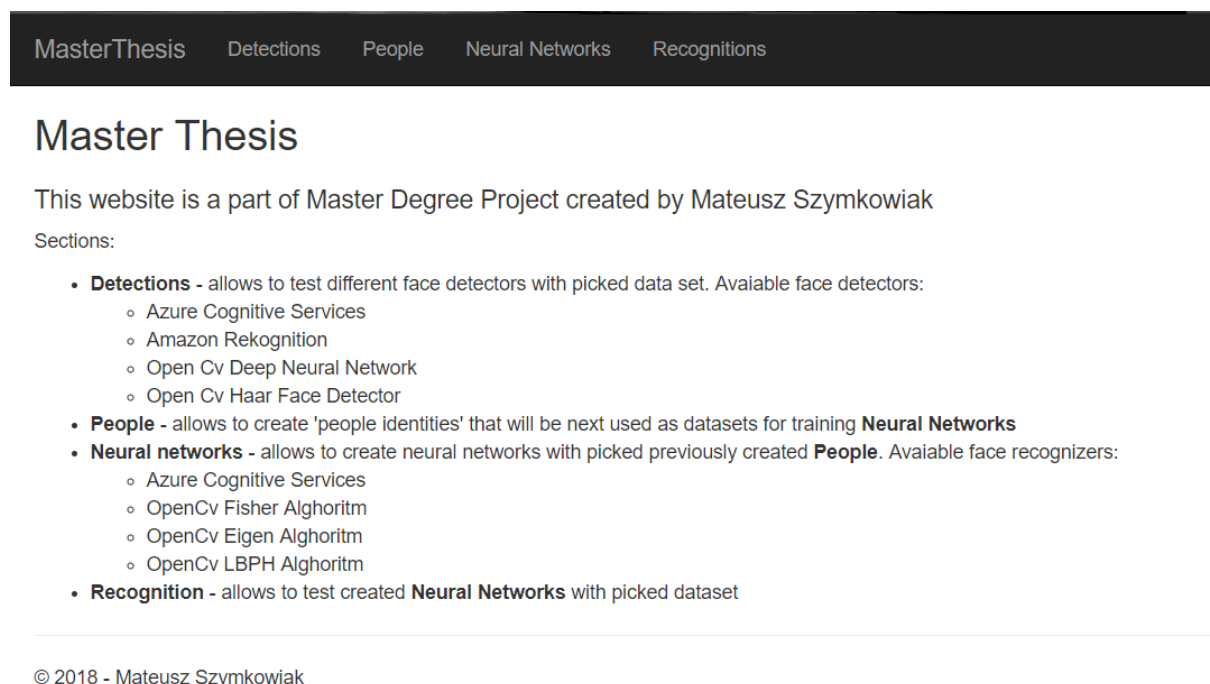 MasterThesis Detections People Neural Networks Recognitions
Master Thesis
This website is a part of Master Degree Project created by Mateusz Szymkowiak
Sections:
• Detections - allows to test different face detectors with picked data set. Avaiable face detectors:
◦ Azure Cognitive Services
◦ Amazon Rekognition
◦ Open Cv Deep Neural Network
◦ Open Cv Haar Face Detector
• People - allows to create 'people identities' that will be next used as datasets for training Neural Networks
• Neural networks - allows to create neural networks with picked previously created People. Avaiable face recognizers:
◦ Azure Cognitive Services
◦ OpenCv Fisher Alghoritm
◦ OpenCv Eigen Alghoritm
◦ OpenCv LBPH Alghoritm
• Recognition - allows to test created Neural Networks with picked dataset
© 2018 - Mateusz Szymkowiak